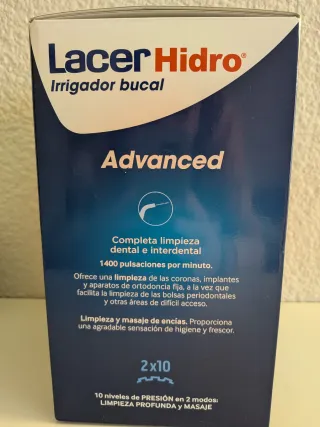 LacerHidro®
Irrigador bucal
Advanced
Completa limpieza
dental e interdental
1400 pulsaciones por minuto.
Ofrece una limpieza de las coronas, implantes
y aparatos de ortodoncia fija, a la vez que
facilita la limpieza de las bolsas periodontales
y otras áreas de difícil acceso.
Limpieza y masaje de encías. Proporciona
una agradable sensación de higiene y frescor.
2x10
10 niveles de PRESIÓN en 2 modos:
LIMPIEZA PROFUNDA y MASAJE